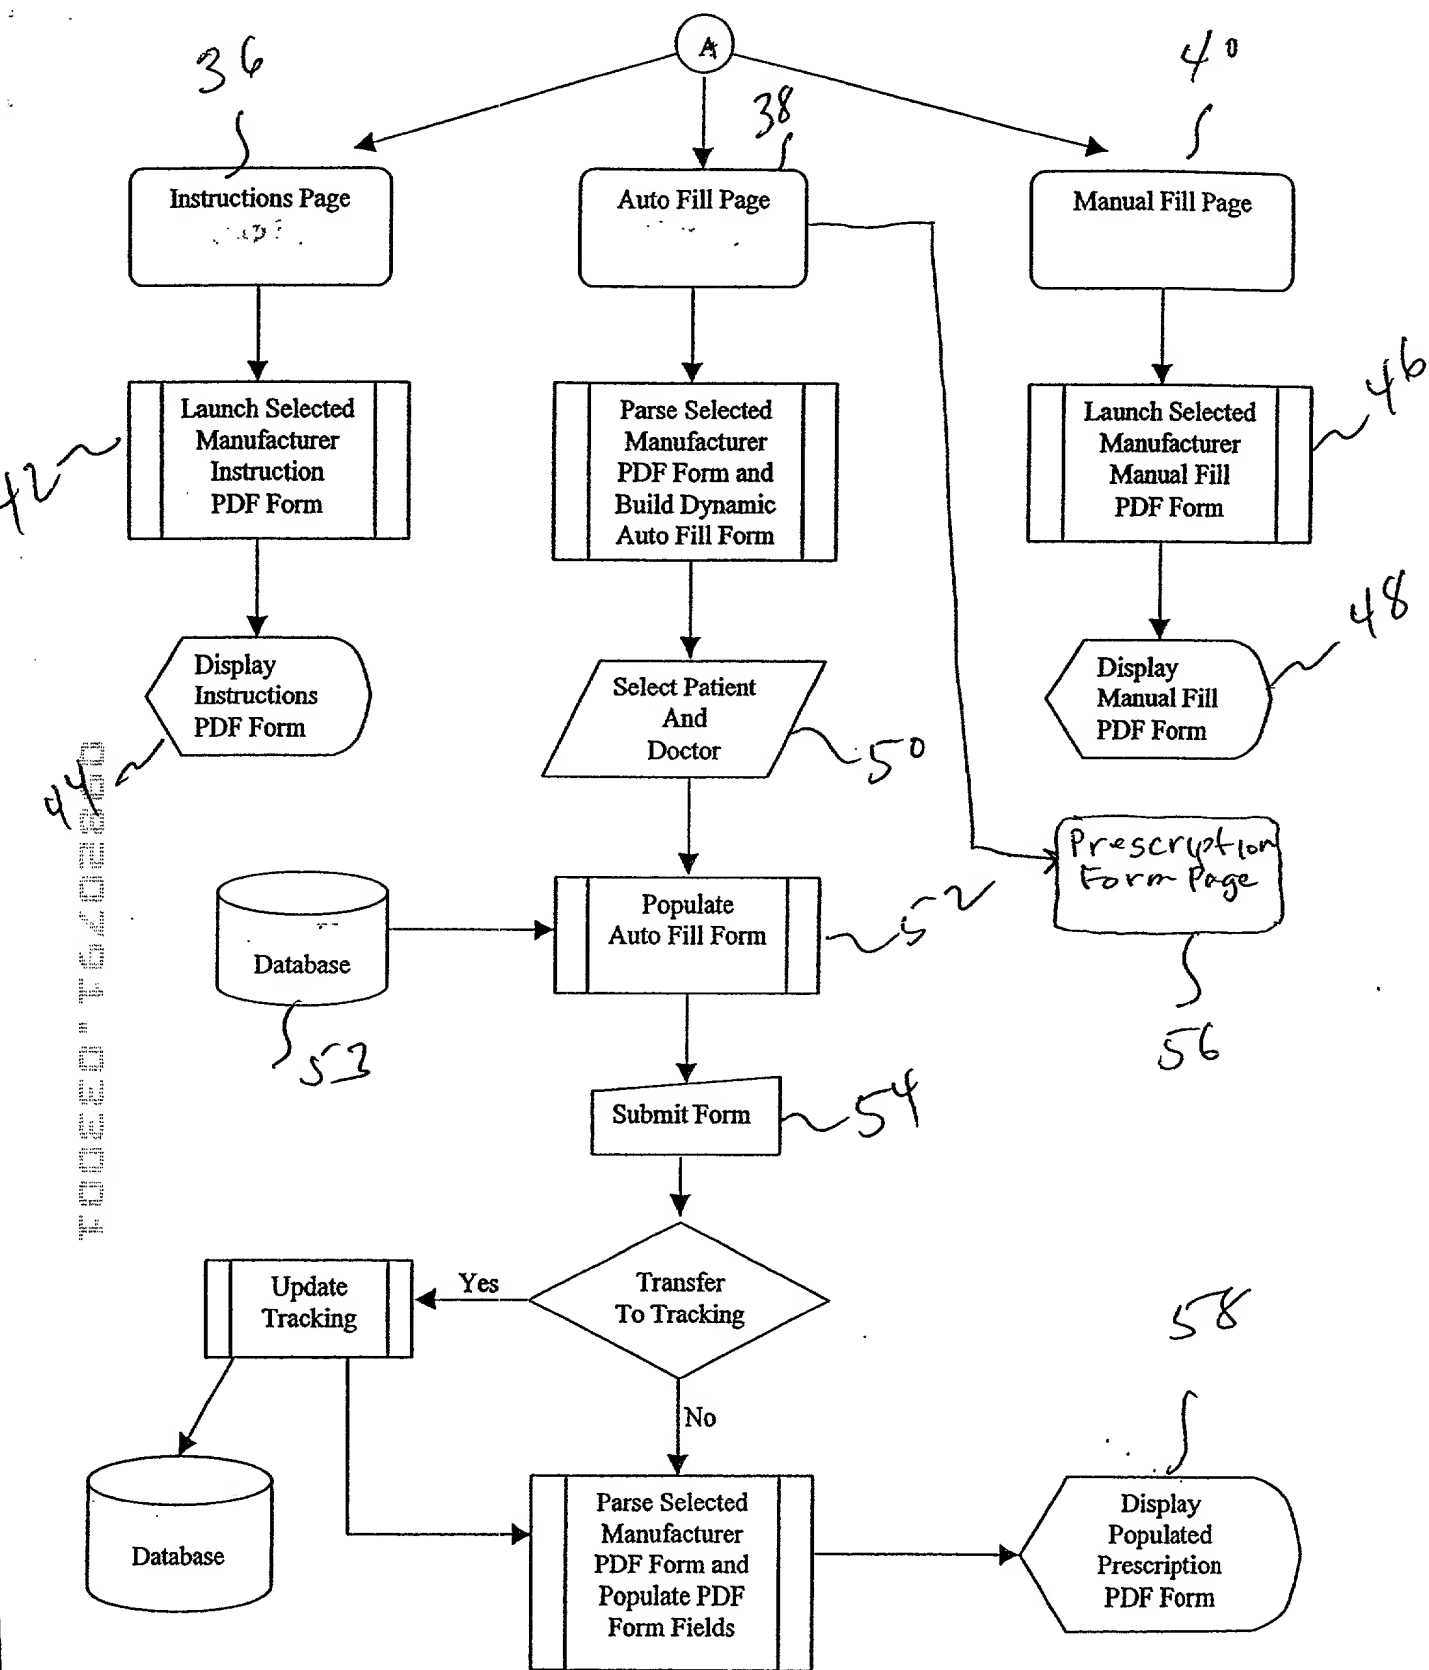 A
36
38
40
Instructions Page
Auto Fill Page
Manual Fill Page
Launch Selected
Manufacturer
Instruction
PDF Form
42
Parse Selected
Manufacturer
PDF Form and
Build Dynamic
Auto Fill Form
Launch Selected
Manufacturer
Manual Fill
PDF Form
46
Display
Instructions
PDF Form
44
Select Patient
And
Doctor
50
Display
Manual Fill
PDF Form
48
Prescription
Form Page
56
Database
53
Populate
Auto Fill Form
52
Submit Form
54
Transfer
To Tracking
Yes
Update
Tracking
No
Database
Parse Selected
Manufacturer
PDF Form and
Populate PDF
Form Fields
58
Display
Populated
Prescription
PDF Form